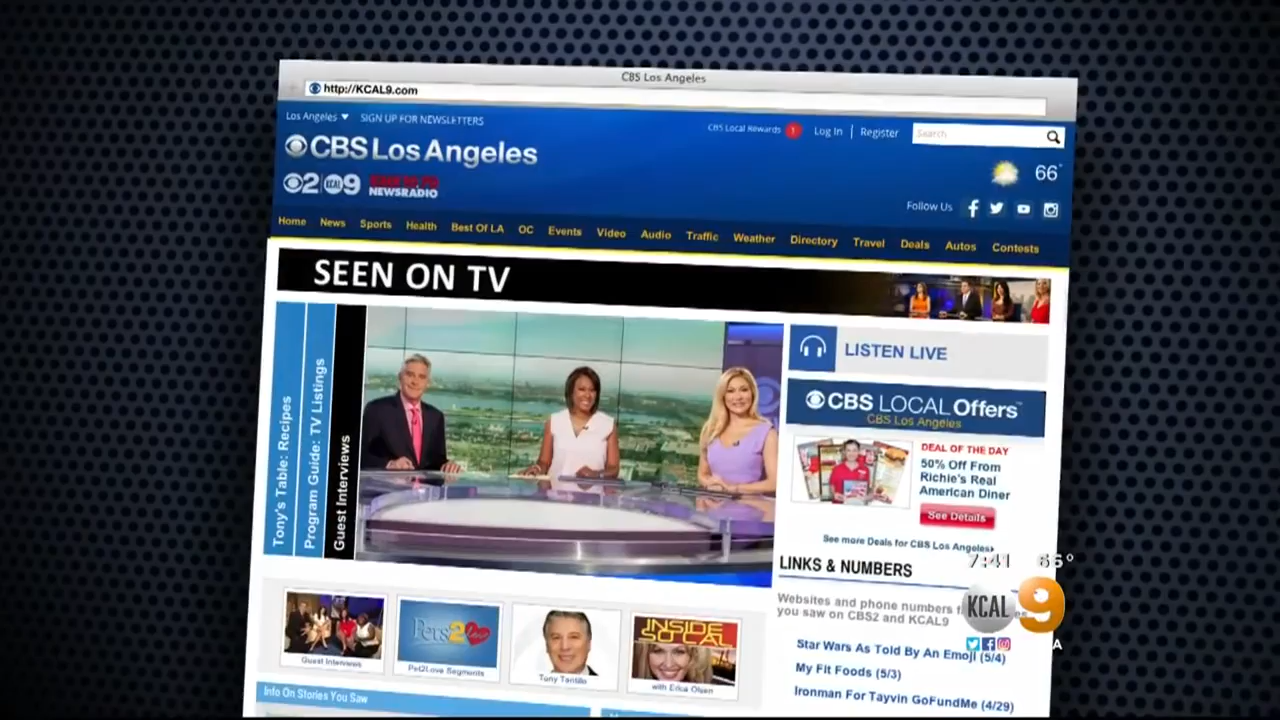 CBS Los Angeles
http://KCAL9.com
Los Angeles ▼ SIGN UP FOR NEWSLETTERS
CBS Local Rewards 1 Log In | Register Search
CBS Los Angeles
66°
2 KCAL 9 NEWSRADIO
Follow Us
Home News Sports Health Best Of LA OC Events Video Audio Traffic Weather Directory Travel Deals Autos Contests
SEEN ON TV
Tony's Table: Recipes
Program Guide: TV Listings
Guest Interviews
LISTEN LIVE
CBS LOCAL Offers™
CBS Los Angeles
DEAL OF THE DAY
50% Off From
Richie's Real
American Diner
See Details
See more Deals for CBS Los Angeles
LINKS & NUMBERS
Websites and phone numbers
you saw on CBS2 and KCAL9
Star Wars As Told By An Emoji (5/4)
My Fit Foods (5/3)
Ironman For Tayvin GoFundMe (4/29)
Guest Interviews
Pets2Love
Pet2Love Segments
Tony Tantillo
INSIDE
SO CAL
with Erica Olsen
Info On Stories You Saw
7:41 66°
KCAL 9